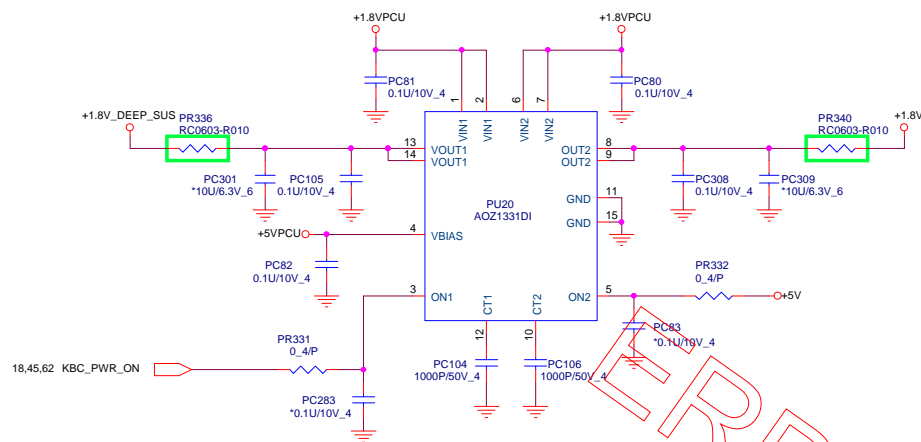 +1.8VPCU
+1.8VPCU
PC81
0.1U/10V_4
PC80
0.1U/10V_4
1
2
6
7
VIN1
VIN1
VIN2
VIN2
+1.8V_DEEP_SUS
PR336
RC0603-R010
PR340
RC0603-R010
+1.8V
13
14
VOUT1
VOUT1
OUT2
OUT2
8
9
PC301
*10U/6.3V_6
PC105
0.1U/10V_4
PC308
0.1U/10V_4
PC309
*10U/6.3V_6
PU20
AOZ1331DI
GND
11
GND
15
+5VPCU
4
VBIAS
PC82
0.1U/10V_4
3
ON1
CT1
CT2
ON2
5
PR332
0_4/P
+5V
12
10
PC83
*0.1U/10V_4
PR331
0_4/P
PC104
1000P/50V_4
PC106
1000P/50V_4
18,45,62 KBC_PWR_ON
PC283
*0.1U/10V_4